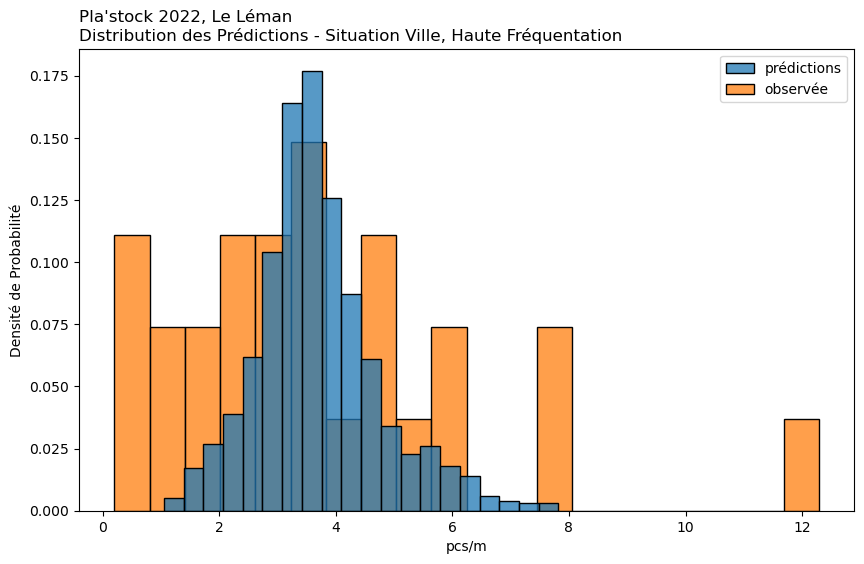 Pla'stock 2022, Le Léman
Distribution des Prédictions - Situation Ville, Haute Fréquentation
prédictions
observée
Densité de Probabilité
0.175
0.150
0.125
0.100
0.075
0.050
0.025
0.000
0 2 4 6 8 10 12
pcs/m